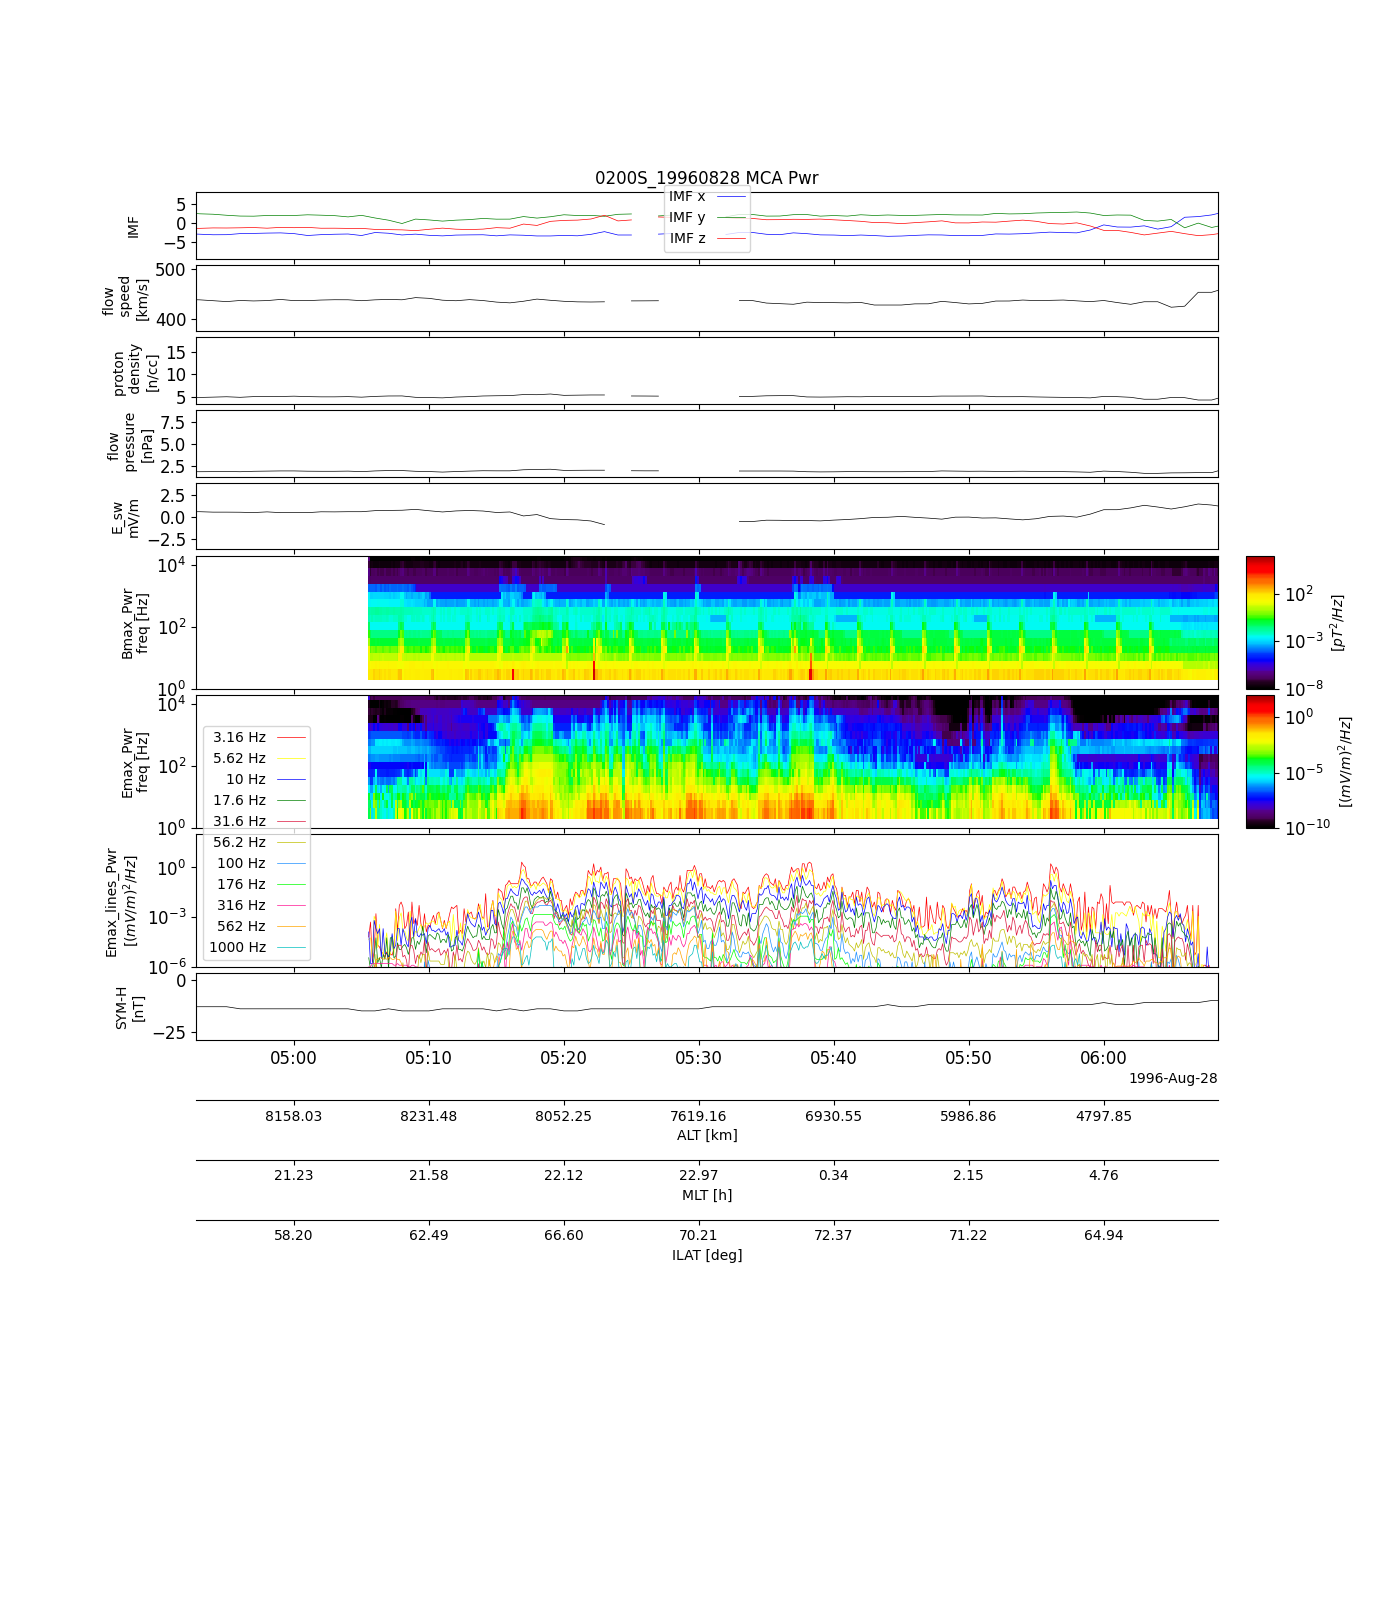 0200S_19960828 MCA Pwr
IMF
5
0
−5
IMF x
IMF y
IMF z
flow
speed
[km/s]
500
400
proton
density
[n/cc]
15
10
5
flow
pressure
[nPa]
7.5
5.0
2.5
E_sw
mV/m
2.5
0.0
−2.5
Bmax_Pwr
freq [Hz]
10^4
10^2
10^0
10^2
10^-3
10^-8
[pT^2/Hz]
Emax_Pwr
freq [Hz]
10^4
10^2
10^0
10^0
10^-5
10^-10
[(mV/m)^2/Hz]
3.16 Hz
5.62 Hz
10 Hz
17.6 Hz
31.6 Hz
56.2 Hz
100 Hz
176 Hz
316 Hz
562 Hz
1000 Hz
Emax_lines_Pwr
[(mV/m)^2/Hz]
10^0
10^-3
10^-6
SYM-H
[nT]
0
−25
05:00 05:10 05:20 05:30 05:40 05:50 06:00
1996-Aug-28
8158.03 8231.48 8052.25 7619.16 6930.55 5986.86 4797.85
ALT [km]
21.23 21.58 22.12 22.97 0.34 2.15 4.76
MLT [h]
58.20 62.49 66.60 70.21 72.37 71.22 64.94
ILAT [deg]